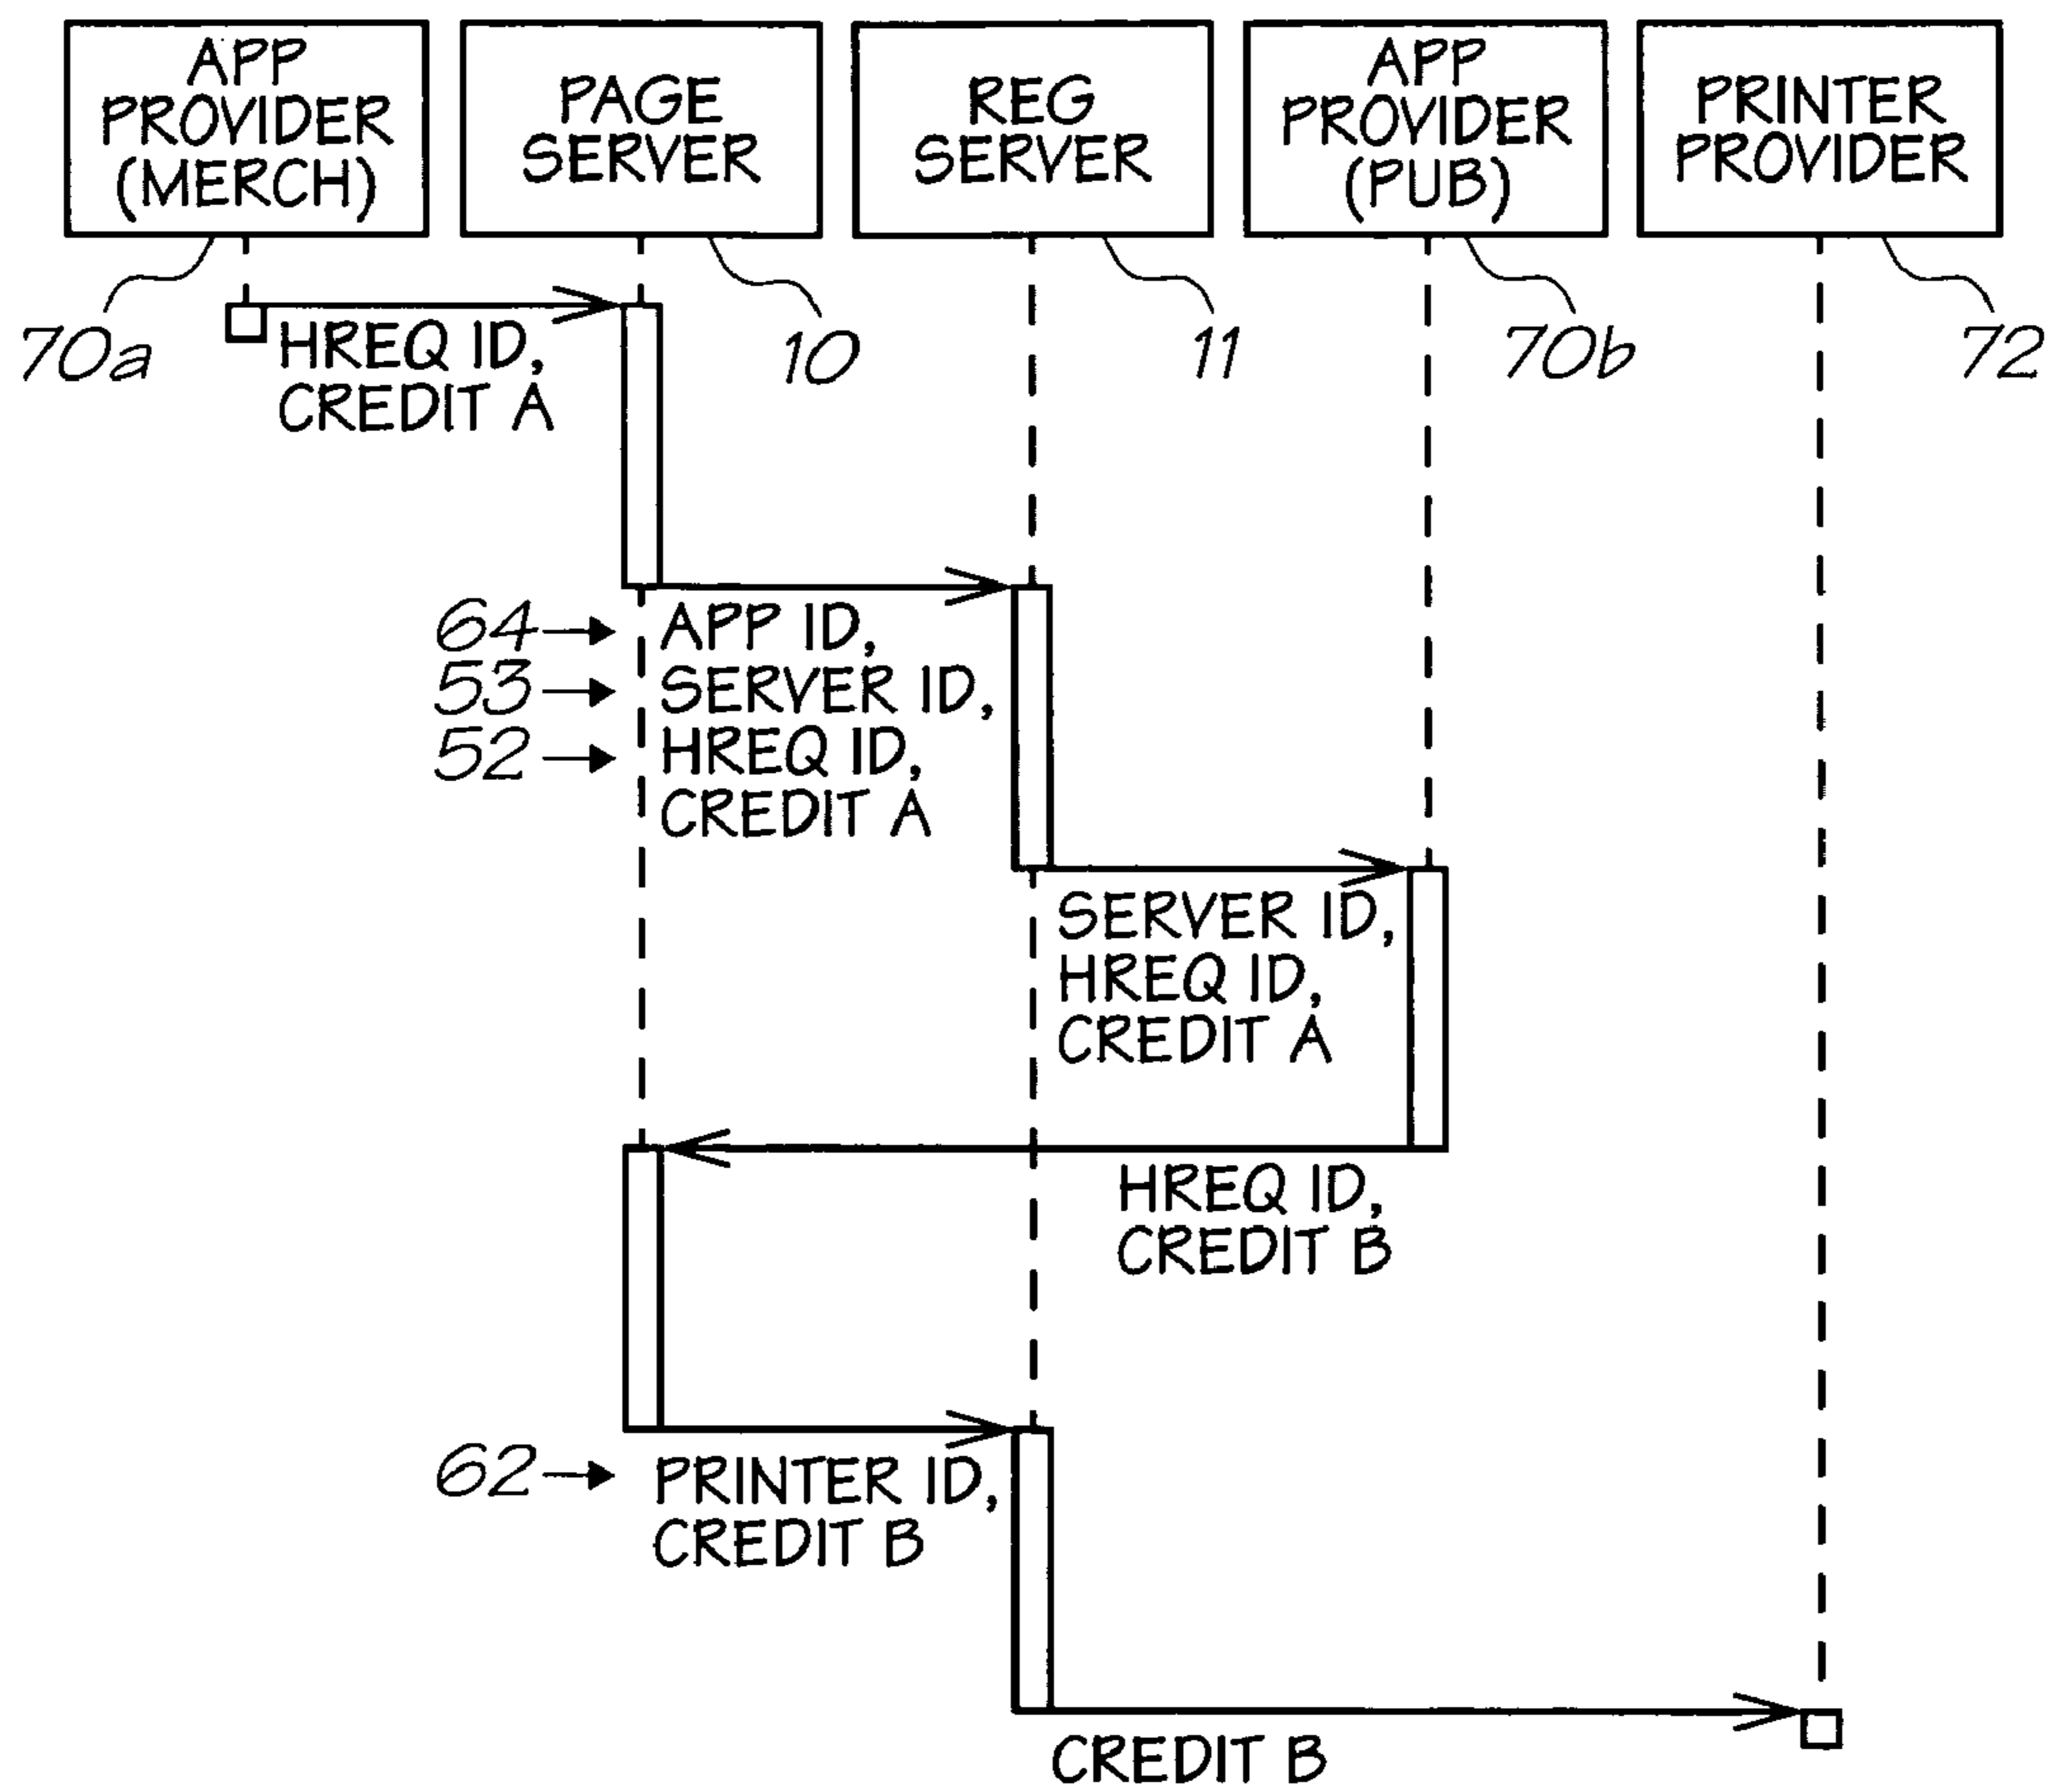 APP
PROVIDER
(MERCH)
PAGE
SERVER
REG
SERVER
APP
PROVIDER
(PUB)
PRINTER
PROVIDER
70a
10
11
70b
72
HREQ ID,
CREDIT A
64
APP ID,
53
SERVER ID,
52
HREQ ID,
CREDIT A
SERVER ID,
HREQ ID,
CREDIT A
HREQ ID,
CREDIT B
62
PRINTER ID,
CREDIT B
CREDIT B